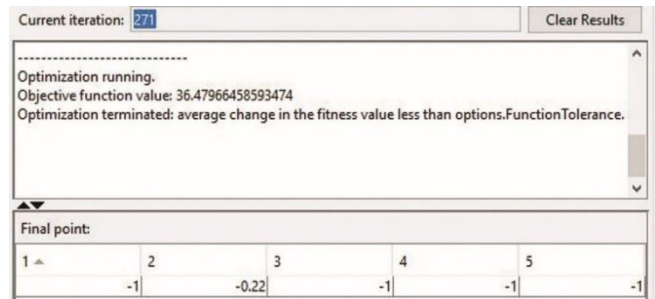 Current iteration: 271 Clear Results
----------------------------
Optimization running.
Objective function value: 36.47966458593474
Optimization terminated: average change in the fitness value less than options.FunctionTolerance.
Final point:
1 2 3 4 5
-1 -0.22 -1 -1 -1